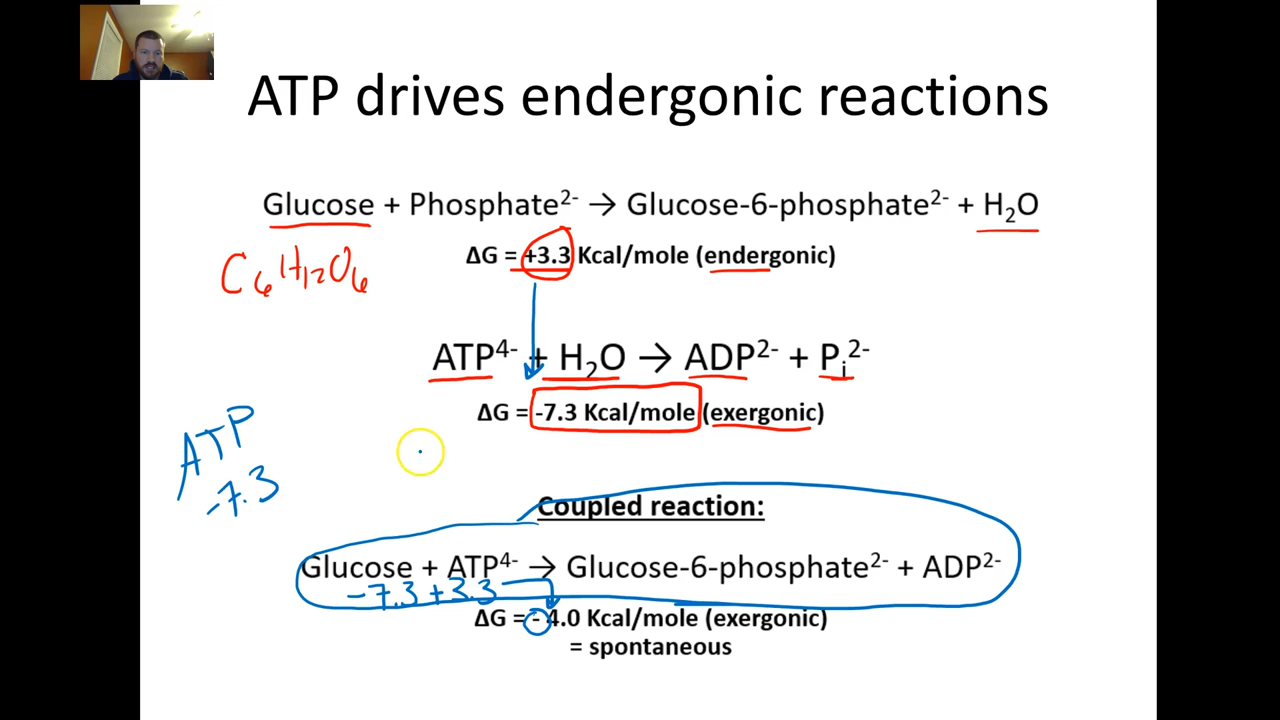 ATP drives endergonic reactions
Glucose + Phosphate²⁻ → Glucose-6-phosphate²⁻ + H₂O
C₆H₁₂O₆
ΔG = +3.3 Kcal/mole (endergonic)
ATP⁴⁻ + H₂O → ADP²⁻ + Pᵢ²⁻
ΔG = -7.3 Kcal/mole (exergonic)
ATP
-7.3
Coupled reaction:
Glucose + ATP⁴⁻ → Glucose-6-phosphate²⁻ + ADP²⁻
-7.3 + 3.3
ΔG = - 4.0 Kcal/mole (exergonic)
= spontaneous